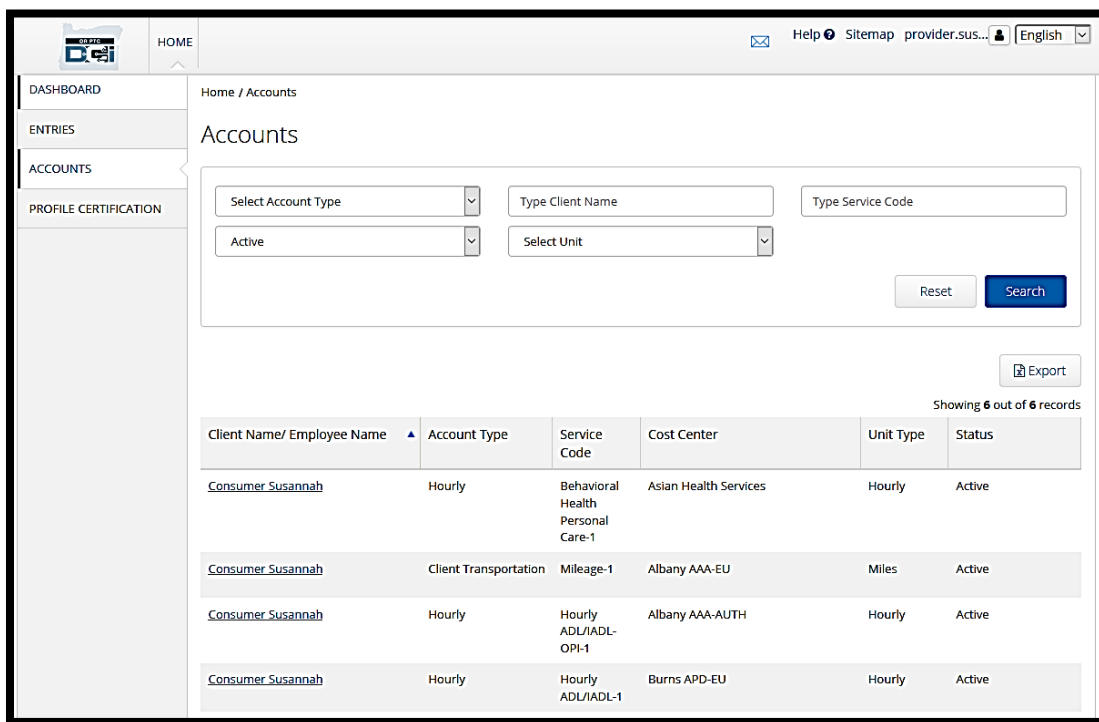 OR PTC
DCi
HOME
Help
Sitemap
provider.sus...
English
DASHBOARD
ENTRIES
ACCOUNTS
PROFILE CERTIFICATION
Home / Accounts
Accounts
Select Account Type
Type Client Name
Type Service Code
Active
Select Unit
Reset
Search
Export
Showing 6 out of 6 records
Client Name/ Employee Name
Account Type
Service
Code
Cost Center
Unit Type
Status
Consumer Susannah
Hourly
Behavioral
Health
Personal
Care-1
Asian Health Services
Hourly
Active
Consumer Susannah
Client Transportation
Mileage-1
Albany AAA-EU
Miles
Active
Consumer Susannah
Hourly
Hourly
ADL/IADL-
OPI-1
Albany AAA-AUTH
Hourly
Active
Consumer Susannah
Hourly
Hourly
ADL/IADL-1
Burns APD-EU
Hourly
Active